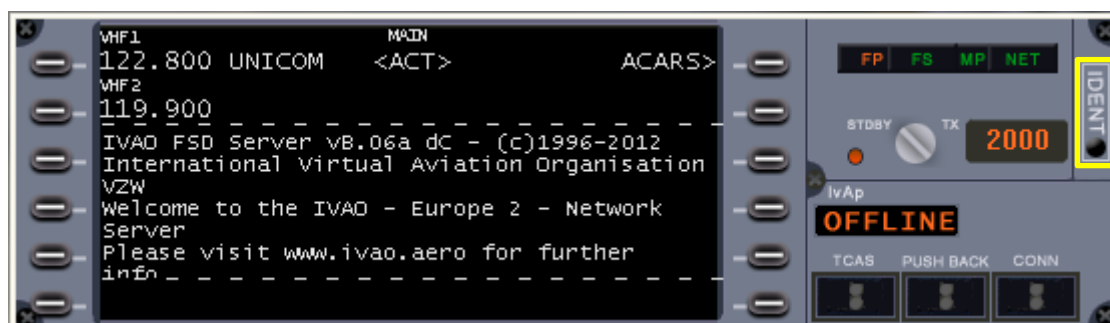 VHF1 MAIN
122.800 UNICOM <ACT> ACARS>
VHF2
119.900
IVAO FSD Server vB.06a dC - (c)1996-2012
International Virtual Aviation Organisation
VZW
Welcome to the IVAO - Europe 2 - Network
Server
Please visit www.ivao.aero for further
info
FP FS MP NET
STDBY TX 2000
IDENT
IvAp
OFFLINE
TCAS PUSH BACK CONN